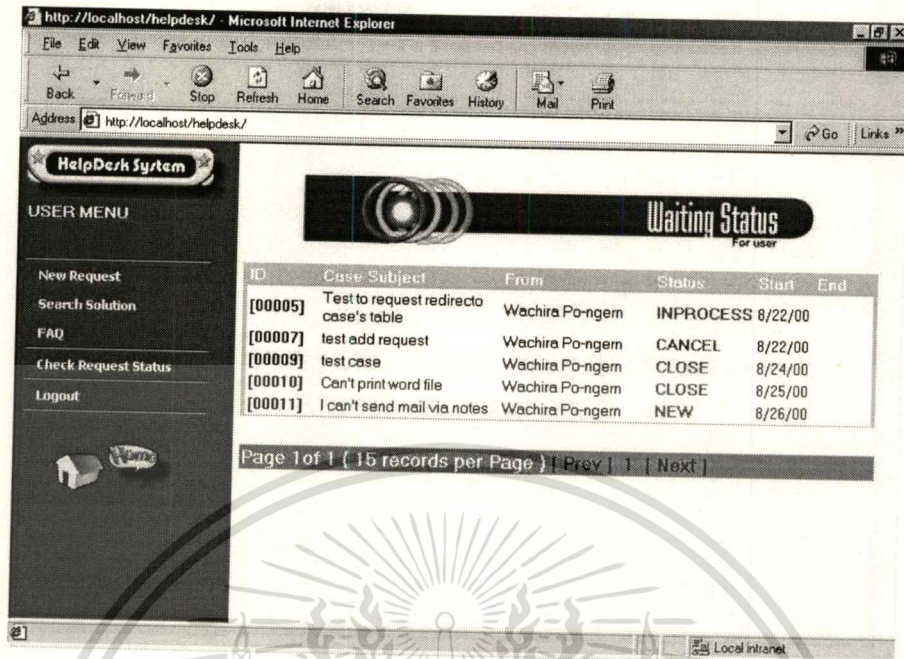 http://localhost/helpdesk/ - Microsoft Internet Explorer
File Edit View Favorites Tools Help
Back Forward Stop Refresh Home Search Favorites History Mail Print
Address http://localhost/helpdesk/ Go Links »
HelpDesk System
USER MENU
New Request
Search Solution
FAQ
Check Request Status
Logout
Home
Waiting Status
For user
ID Case Subject From Status Start End
[00005] Test to request redirecto case's table Wachira Po-ngern INPROCESS 8/22/00
[00007] test add request Wachira Po-ngern CANCEL 8/22/00
[00009] test case Wachira Po-ngern CLOSE 8/24/00
[00010] Can't print word file Wachira Po-ngern CLOSE 8/25/00
[00011] I can't send mail via notes Wachira Po-ngern NEW 8/26/00
Page 1of 1 ( 15 records per Page ) [ Prev ] 1 [ Next ]
Local intranet